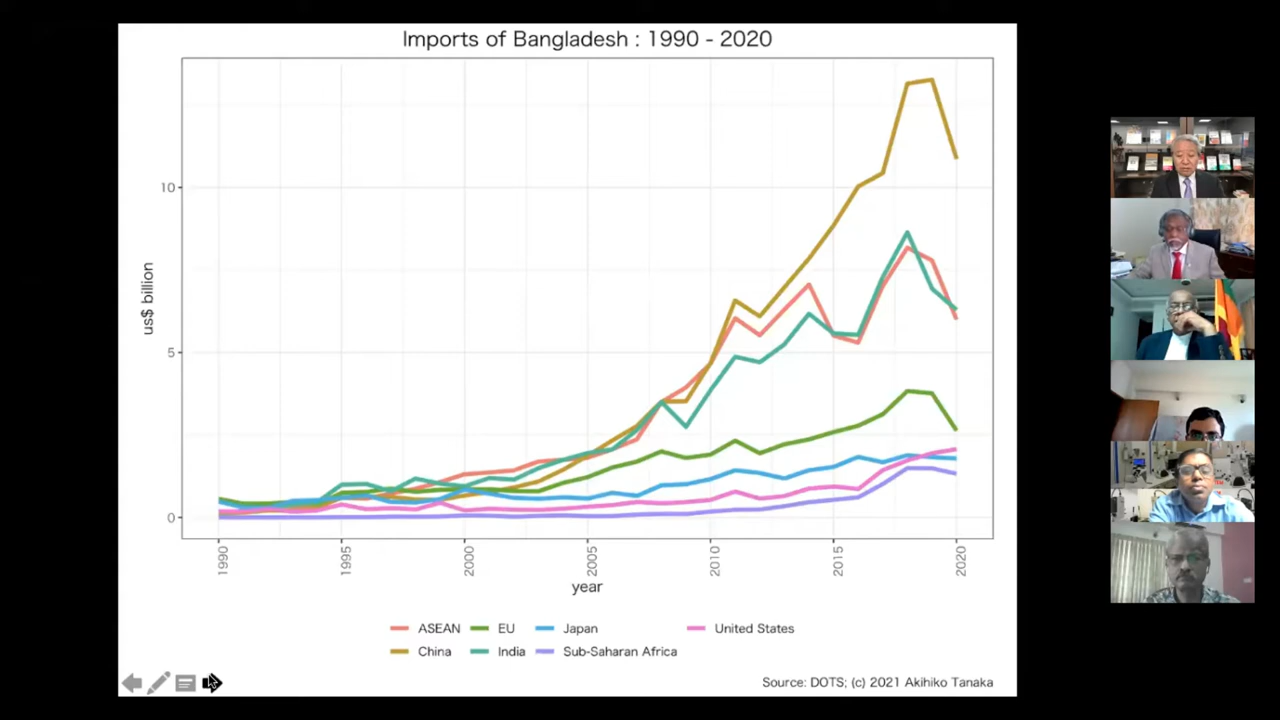 Imports of Bangladesh : 1990 - 2020
10
5
0
us$ billion
1990
1995
2000
2005
2010
2015
2020
year
ASEAN
EU
Japan
United States
China
India
Sub-Saharan Africa
Source: DOTS; (c) 2021 Akihiko Tanaka